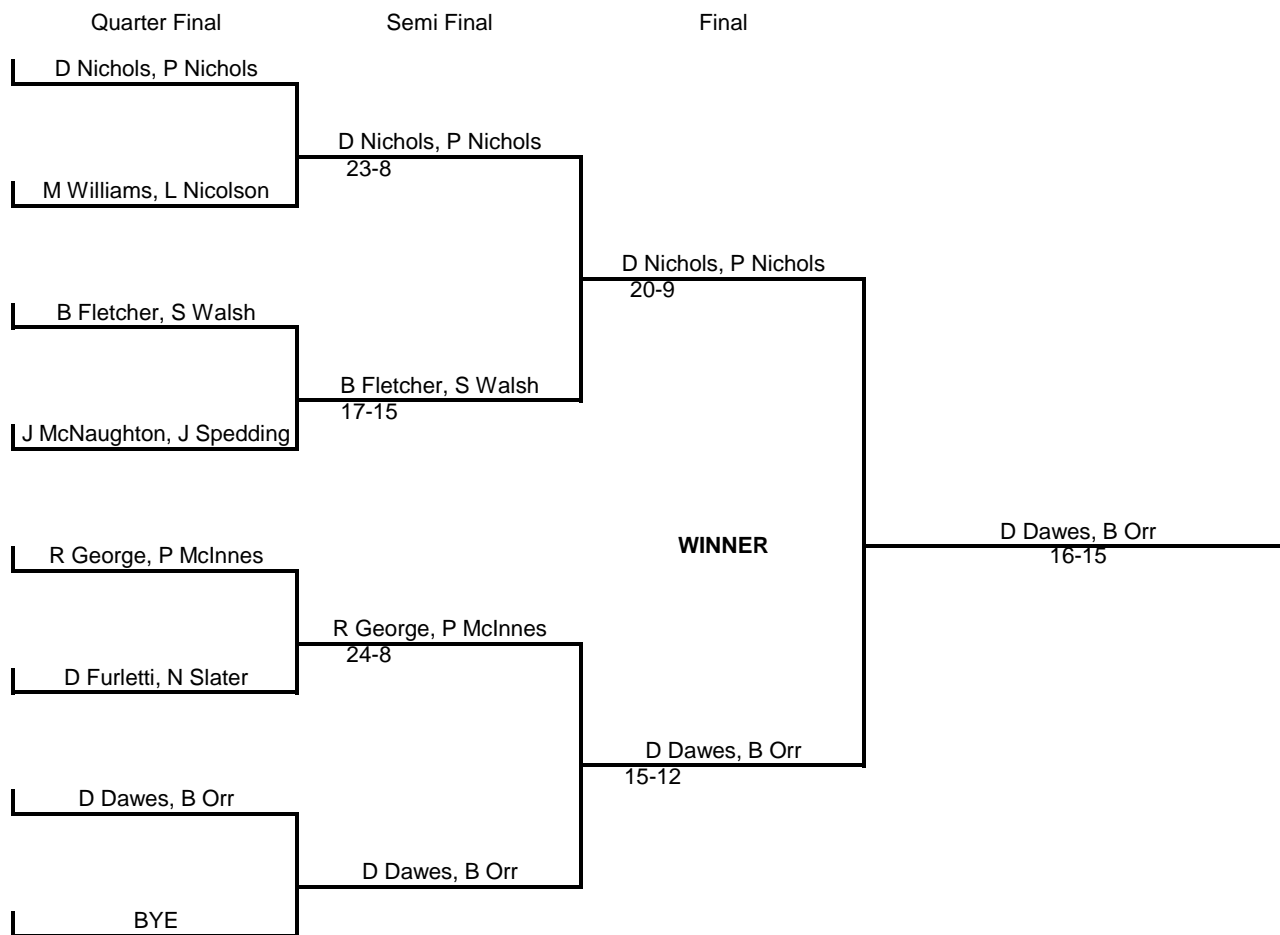 Quarter Final Semi Final Final
D Nichols, P Nichols
D Nichols, P Nichols
23-8
M Williams, L Nicolson
D Nichols, P Nichols
20-9
B Fletcher, S Walsh
B Fletcher, S Walsh
17-15
J McNaughton, J Spedding
WINNER
D Dawes, B Orr
16-15
R George, P McInnes
R George, P McInnes
24-8
D Furletti, N Slater
D Dawes, B Orr
15-12
D Dawes, B Orr
D Dawes, B Orr
BYE